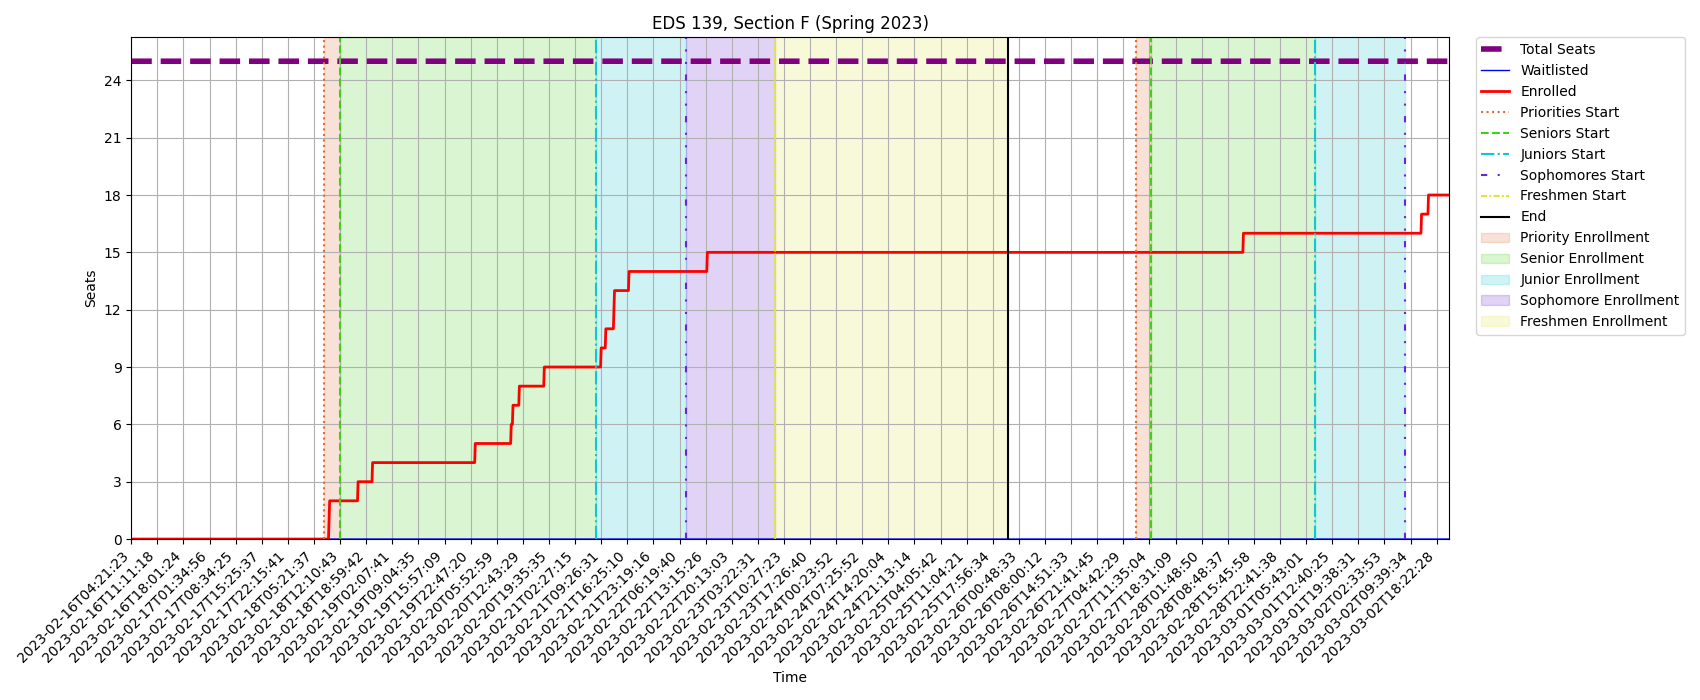 EDS 139, Section F (Spring 2023)
Seats
24
21
18
15
12
9
6
3
0
2023-02-16T04:21:23
2023-02-16T11:11:18
2023-02-16T18:01:24
2023-02-17T01:34:56
2023-02-17T08:34:25
2023-02-17T15:25:37
2023-02-17T22:15:41
2023-02-18T05:21:37
2023-02-18T12:10:43
2023-02-18T18:59:42
2023-02-19T02:07:41
2023-02-19T09:04:35
2023-02-19T15:57:09
2023-02-19T22:47:20
2023-02-20T05:52:59
2023-02-20T12:43:29
2023-02-20T19:35:35
2023-02-21T02:27:15
2023-02-21T09:26:31
2023-02-21T16:25:10
2023-02-21T23:19:16
2023-02-22T06:19:40
2023-02-22T13:15:26
2023-02-22T20:13:03
2023-02-23T03:22:31
2023-02-23T10:27:23
2023-02-23T17:26:40
2023-02-24T00:23:52
2023-02-24T07:25:52
2023-02-24T14:20:04
2023-02-24T21:13:14
2023-02-25T04:05:42
2023-02-25T11:04:21
2023-02-25T17:56:34
2023-02-26T00:48:33
2023-02-26T08:00:12
2023-02-26T14:51:33
2023-02-26T21:41:45
2023-02-27T04:42:29
2023-02-27T11:35:04
2023-02-27T18:31:09
2023-02-28T01:48:50
2023-02-28T08:48:37
2023-02-28T15:45:58
2023-02-28T22:41:38
2023-03-01T05:43:01
2023-03-01T12:40:25
2023-03-01T19:38:31
2023-03-02T02:33:53
2023-03-02T09:39:34
2023-03-02T18:22:28
Time
Total Seats
Waitlisted
Enrolled
Priorities Start
Seniors Start
Juniors Start
Sophomores Start
Freshmen Start
End
Priority Enrollment
Senior Enrollment
Junior Enrollment
Sophomore Enrollment
Freshmen Enrollment